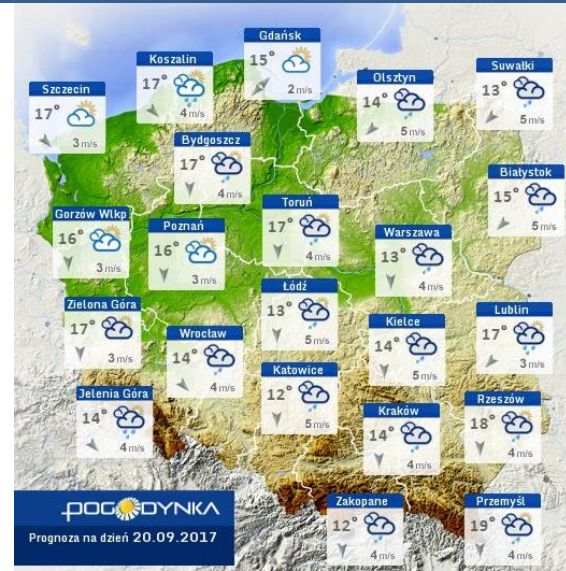 Gdańsk
15°
2 m/s
Koszalin
17°
4 m/s
Szczecin
17°
3 m/s
Olsztyn
14°
5 m/s
Suwałki
13°
5 m/s
Bydgoszcz
17°
4 m/s
Białystok
15°
5 m/s
Gorzów Wlkp.
16°
3 m/s
Poznań
16°
3 m/s
Toruń
17°
4 m/s
Warszawa
13°
4 m/s
Łódź
13°
5 m/s
Zielona Góra
17°
3 m/s
Wrocław
14°
4 m/s
Kielce
14°
5 m/s
Lublin
17°
3 m/s
Katowice
12°
5 m/s
Jelenia Góra
14°
4 m/s
Kraków
14°
4 m/s
Rzeszów
18°
4 m/s
Zakopane
12°
4 m/s
Przemyśl
19°
4 m/s
POGODYNKA
Prognoza na dzień 20.09.2017